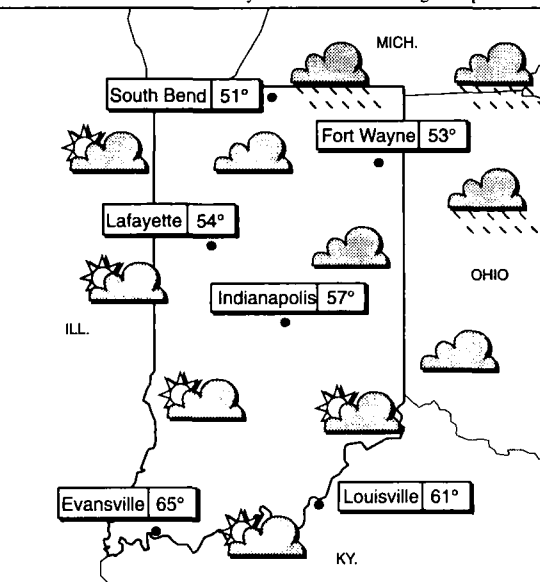 MICH.
South Bend 51°
Fort Wayne 53°
Lafayette 54°
OHIO
Indianapolis 57°
ILL.
Evansville 65°
Louisville 61°
KY.